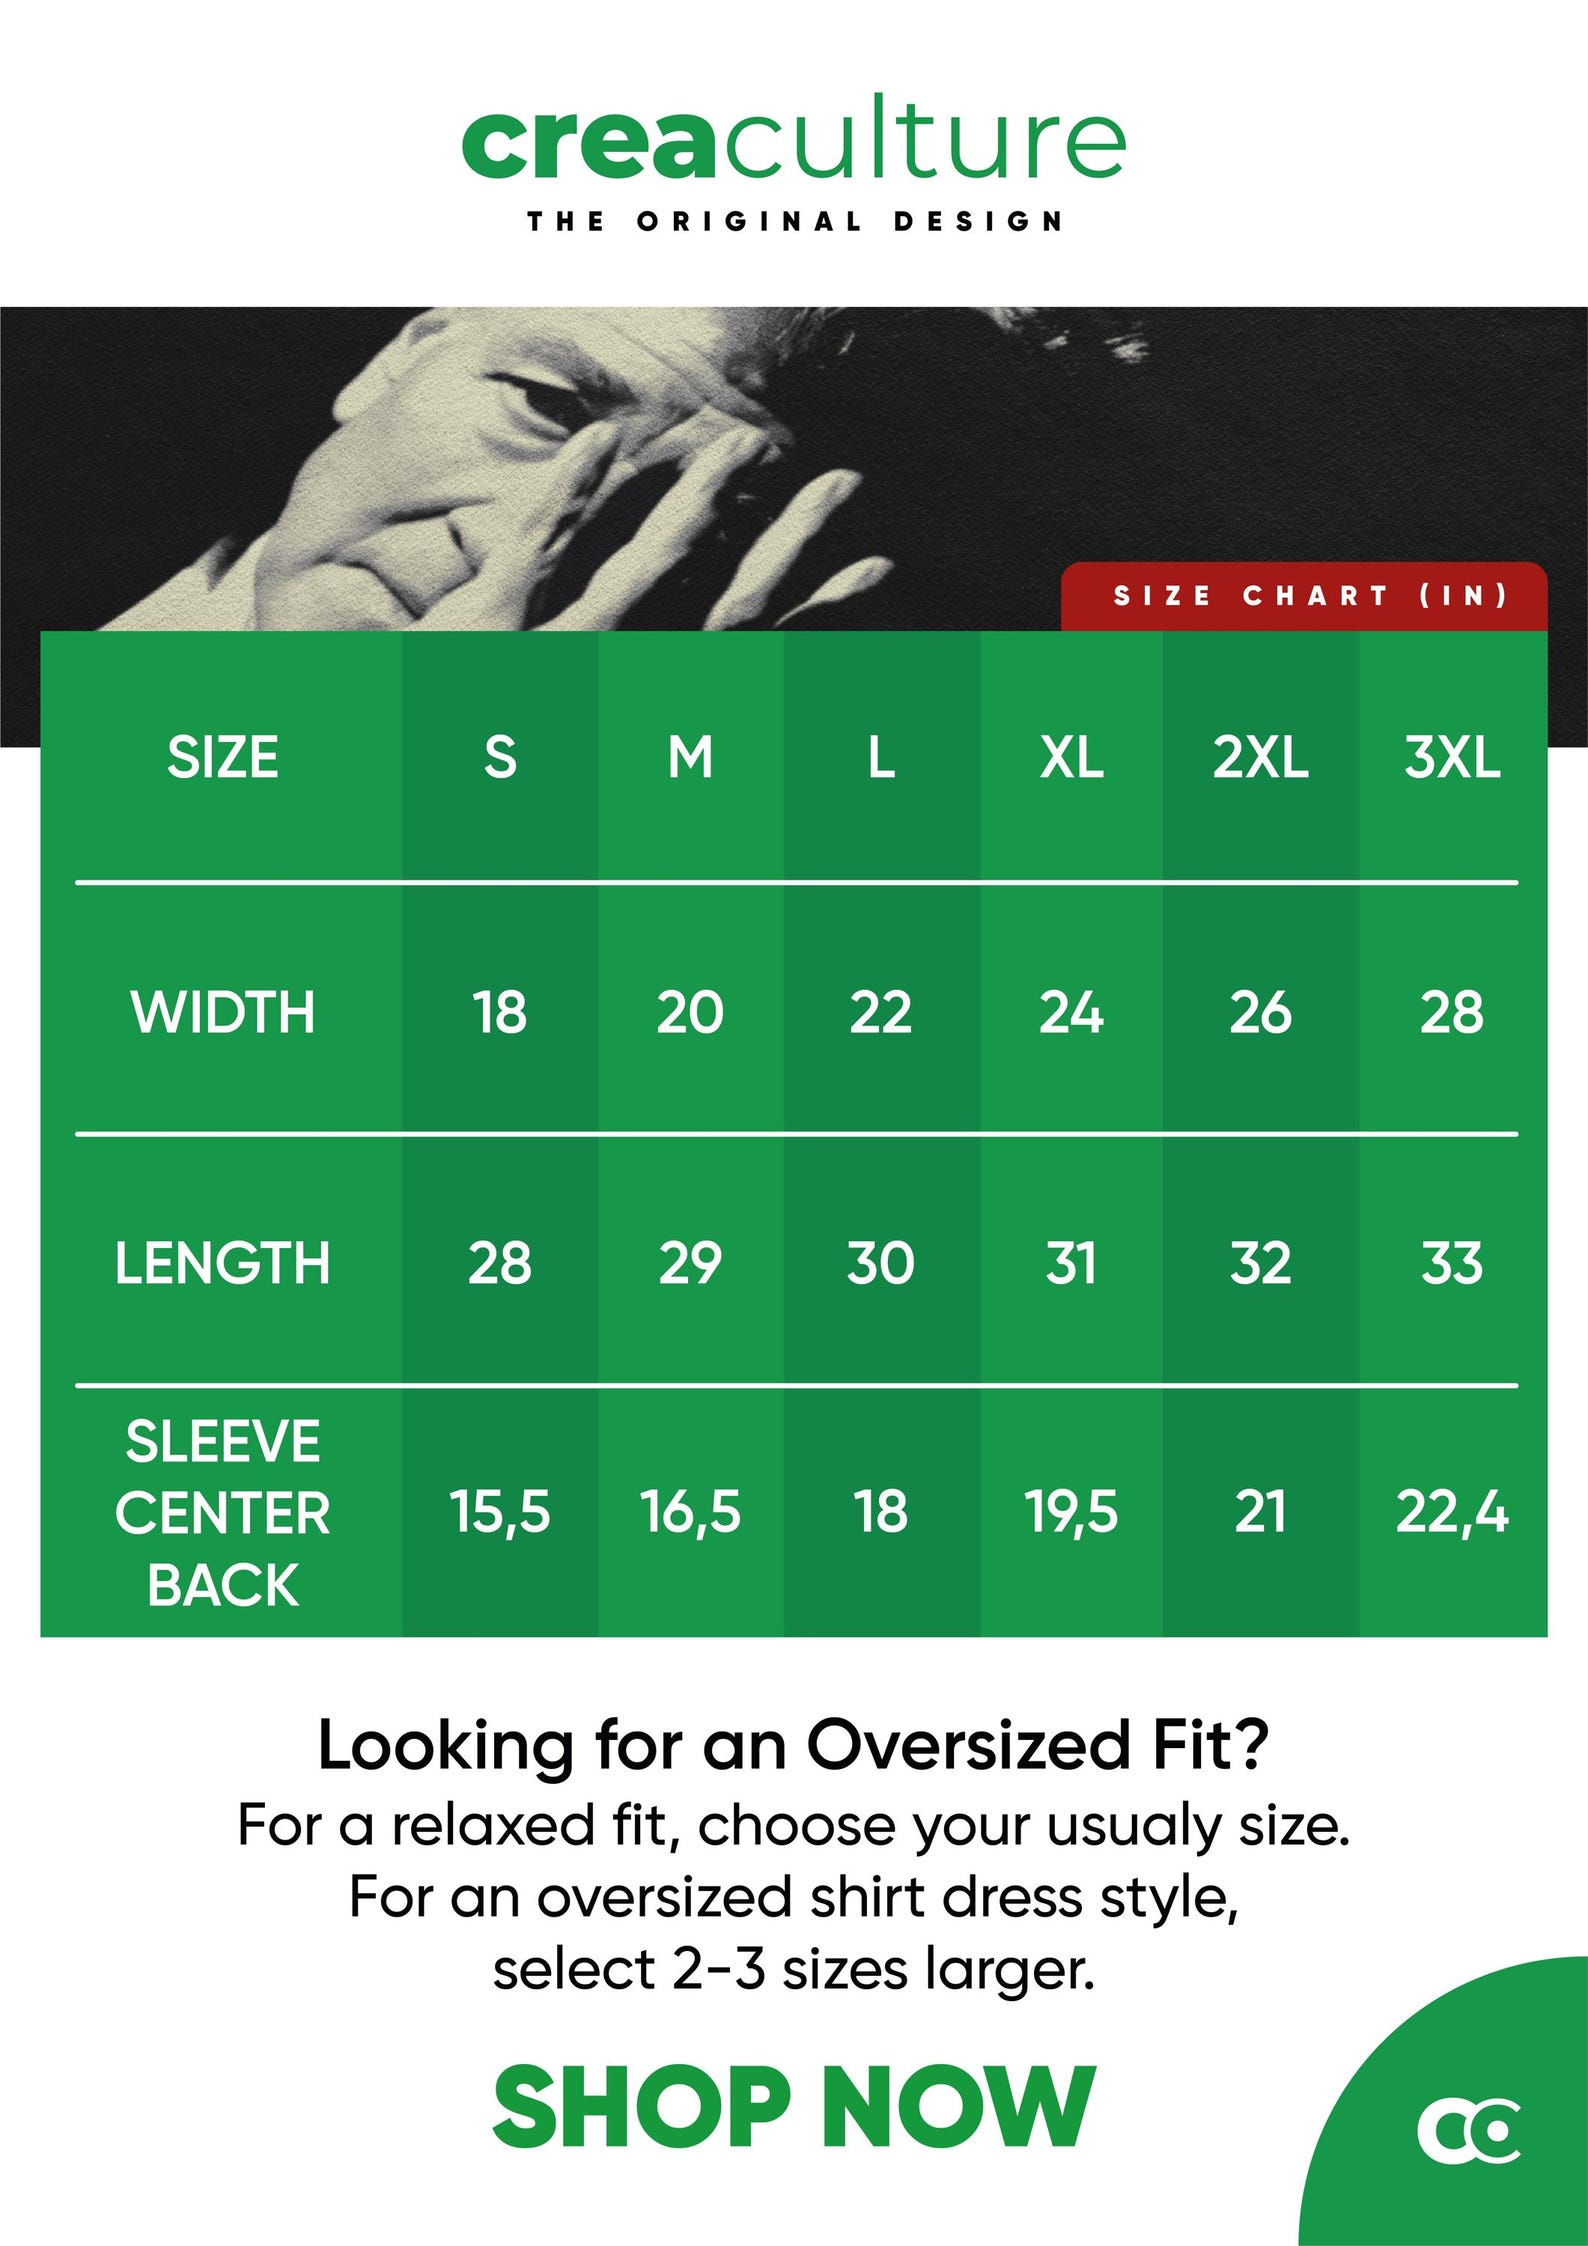 creaculture
THE ORIGINAL DESIGN
SIZE CHART (IN)
SIZE S M L XL 2XL 3XL
WIDTH 18 20 22 24 26 28
LENGTH 28 29 30 31 32 33
SLEEVE
CENTER
BACK
15,5 16,5 18 19,5 21 22,4
Looking for an Oversized Fit?
For a relaxed fit, choose your usualy size.
For an oversized shirt dress style,
select 2-3 sizes larger.
SHOP NOW
CC